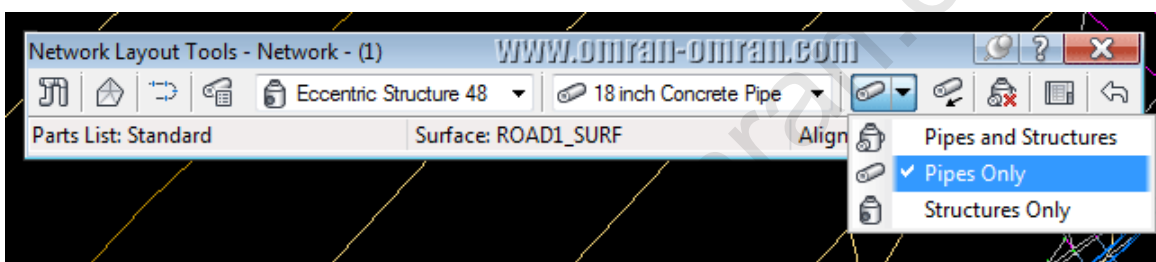 Network Layout Tools - Network - (1)
www.omran-omran.com
Eccentric Structure 48
18 inch Concrete Pipe
Parts List: Standard
Surface: ROAD1_SURF
Align
Pipes and Structures
Pipes Only
Structures Only